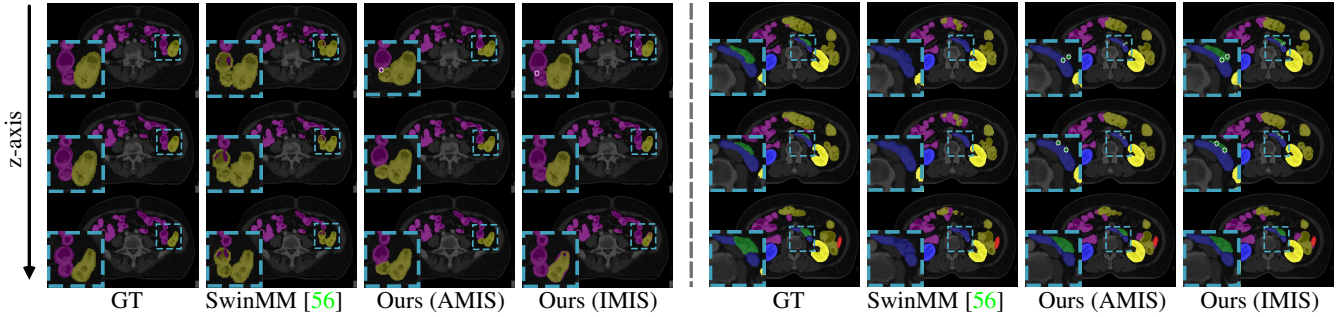 z-axis
GT SwinMM [56] Ours (AMIS) Ours (IMIS) GT SwinMM [56] Ours (AMIS) Ours (IMIS)